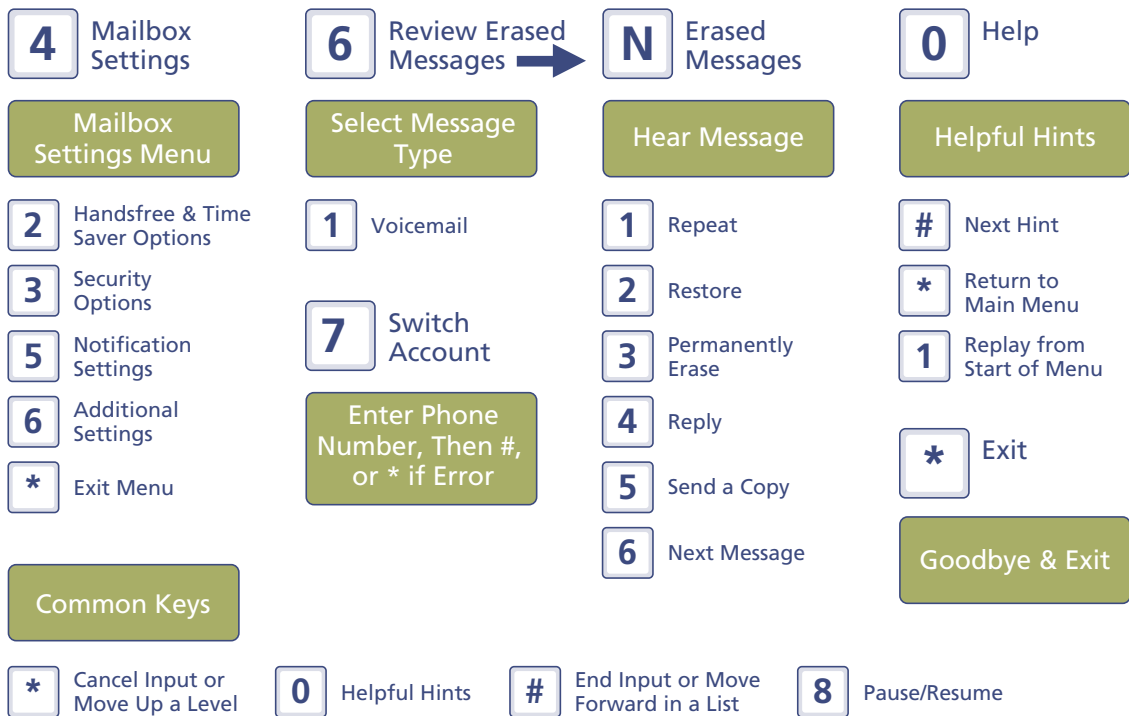 4
Mailbox
Settings
Mailbox
Settings Menu
2
Handsfree & Time
Saver Options
3
Security
Options
5
Notification
Settings
6
Additional
Settings
*
Exit Menu
6
Review Erased
Messages
Select Message
Type
1
Voicemail
7
Switch
Account
Enter Phone
Number, Then #,
or * if Error
N
Erased
Messages
Hear Message
1
Repeat
2
Restore
3
Permanently
Erase
4
Reply
5
Send a Copy
6
Next Message
0
Help
Helpful Hints
#
Next Hint
*
Return to
Main Menu
1
Replay from
Start of Menu
*
Exit
Goodbye & Exit
Common Keys
*
Cancel Input or
Move Up a Level
0
Helpful Hints
#
End Input or Move
Forward in a List
8
Pause/Resume